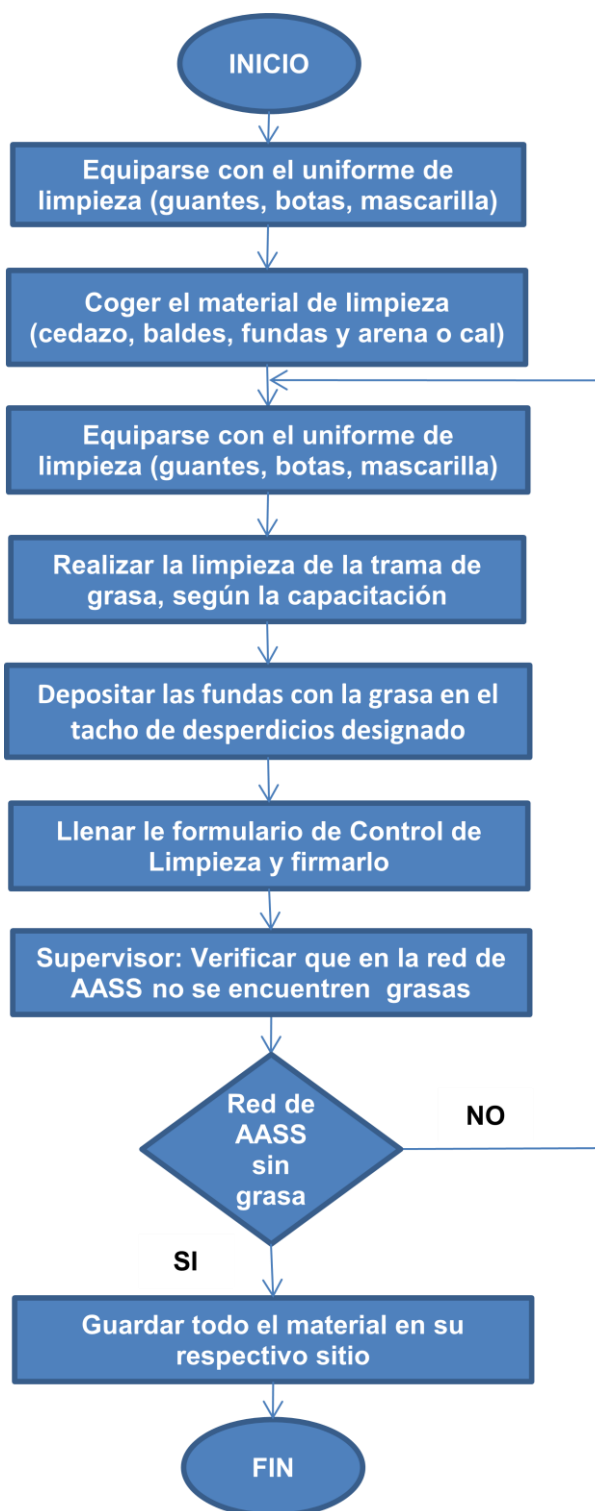 INICIO
Equiparse con el uniforme de
limpieza (guantes, botas, mascarilla)
Coger el material de limpieza
(cedazo, baldes, fundas y arena o cal)
Equiparse con el uniforme de
limpieza (guantes, botas, mascarilla)
Realizar la limpieza de la trama de
grasa, según la capacitación
Depositar las fundas con la grasa en el
tacho de desperdicios designado
Llenar le formulario de Control de
Limpieza y firmarlo
Supervisor: Verificar que en la red de
AASS no se encuentren grasas
Red de
AASS
sin
grasa
NO
SI
Guardar todo el material en su
respectivo sitio
FIN